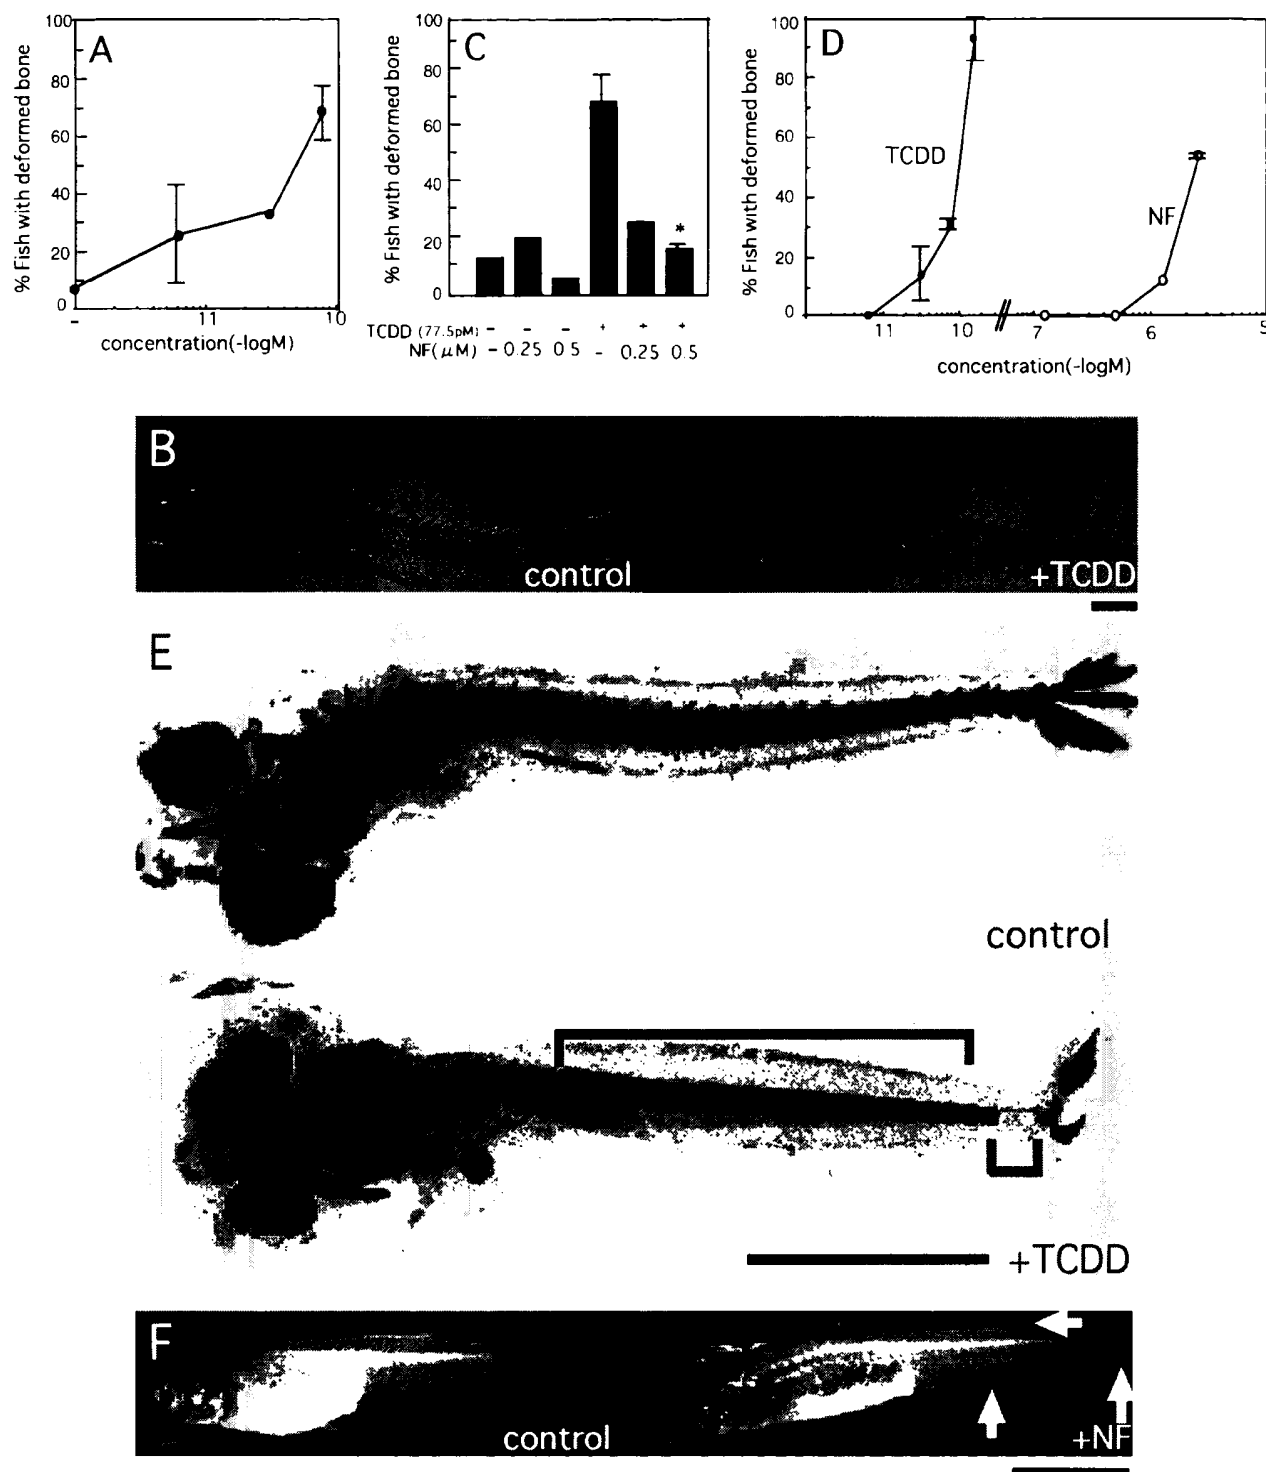 A
% Fish with deformed bone
100
80
60
40
20
0
- 11 10
concentration(-logM)
C
% Fish with deformed bone
100
80
60
40
20
0
*
TCDD (77.5pM) - - - + + +
NF(μM) - 0.25 0.5 - 0.25 0.5
D
% Fish with deformed bone
100
80
60
40
20
0
TCDD
NF
11 10 7 6 5
concentration(-logM)
B
control +TCDD
E
control
+TCDD
F
control +NF